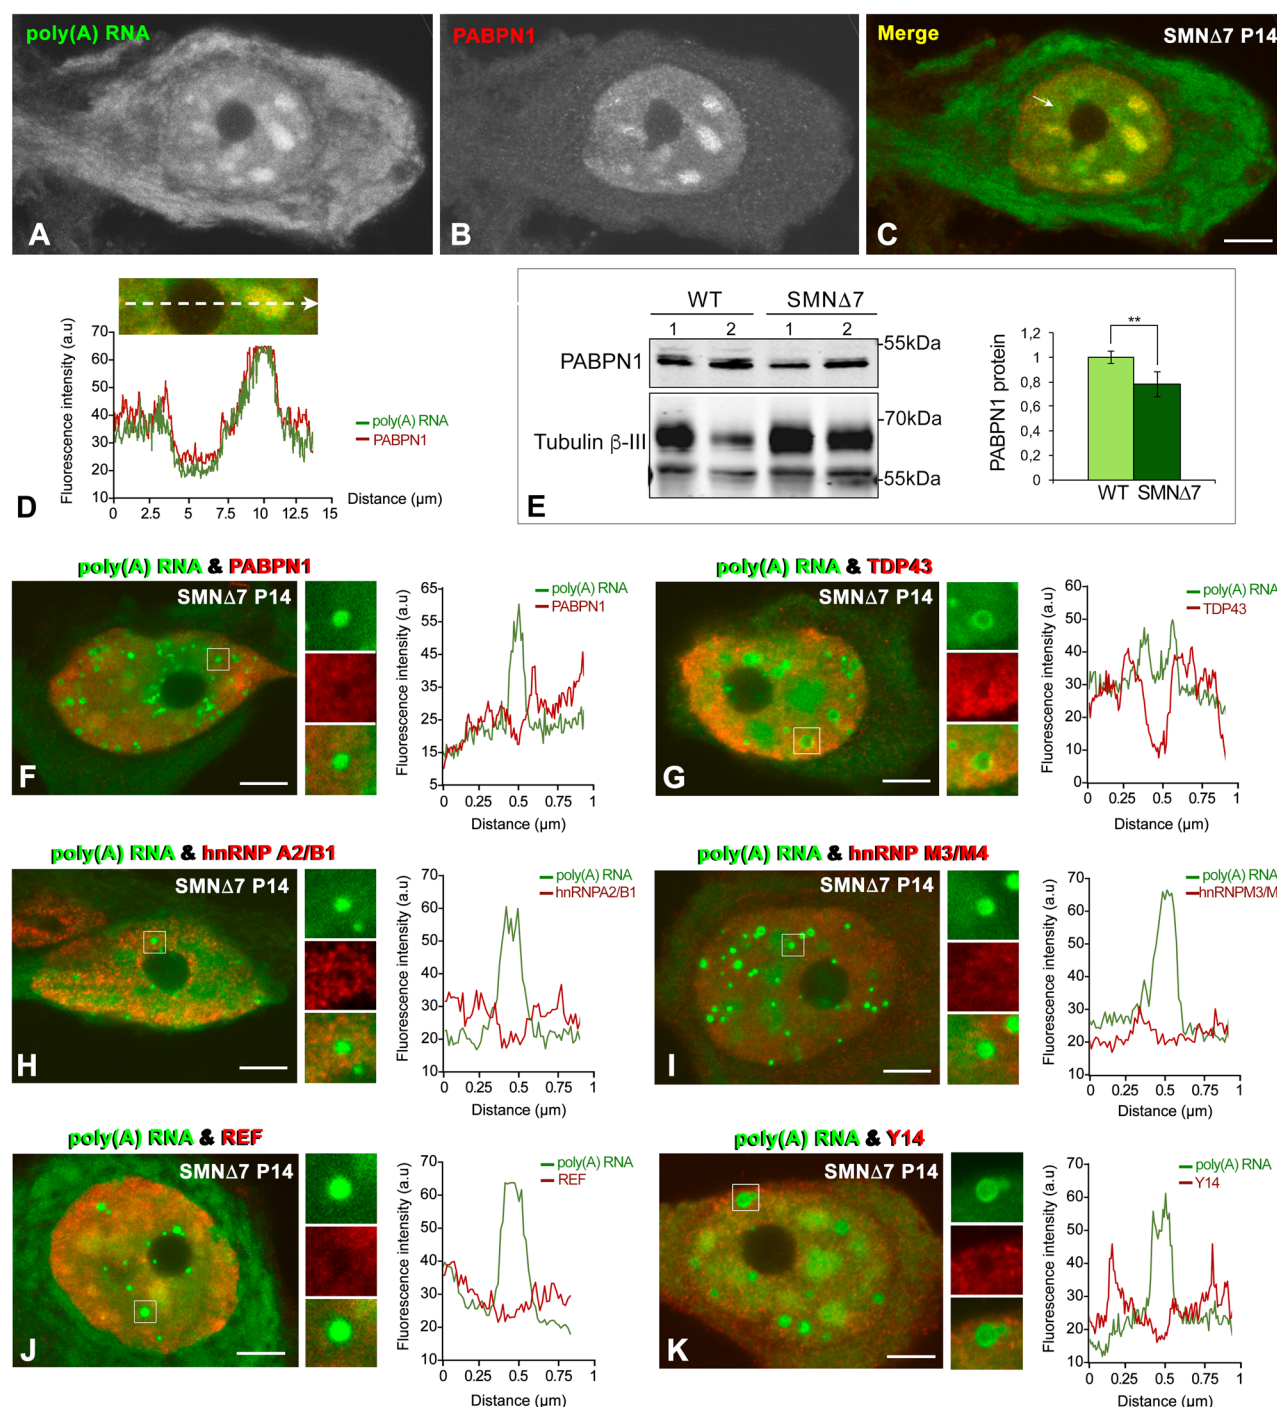 poly(A) RNA
PABPN1
Merge
SMNΔ7 P14
A
B
C
Fluorescence intensity (a.u)
70
60
50
40
30
20
10
0
2.5
5
7.5
10
12.5
15
Distance (µm)
poly(A) RNA
PABPN1
D
WT
SMNΔ7
1
2
1
2
PABPN1
-55kDa
Tubulin β-III
-70kDa
-55kDa
E
PABPN1 protein
1,2
1
0,8
0,6
0,4
0,2
0
**
WT
SMNΔ7
poly(A) RNA & PABPN1
SMNΔ7 P14
F
Fluorescence intensity (a.u)
65
55
45
35
25
15
5
poly(A) RNA
PABPN1
0 0.25 0.5 0.75 1
Distance (µm)
poly(A) RNA & TDP43
SMNΔ7 P14
G
Fluorescence intensity (a.u)
60
50
40
30
20
10
0
poly(A) RNA
TDP43
0 0.25 0.5 0.75 1
Distance (µm)
poly(A) RNA & hnRNP A2/B1
SMNΔ7 P14
H
Fluorescence intensity (a.u)
70
60
50
40
30
20
10
poly(A) RNA
hnRNPA2/B1
0 0.25 0.5 0.75 1
Distance (µm)
poly(A) RNA & hnRNP M3/M4
SMNΔ7 P14
I
Fluorescence intensity (a.u)
70
60
50
40
30
20
10
poly(A) RNA
hnRNPM3/M
0 0.25 0.5 0.75 1
Distance (µm)
poly(A) RNA & REF
SMNΔ7 P14
J
Fluorescence intensity (a.u)
70
60
50
40
30
20
10
poly(A) RNA
REF
0 0.25 0.5 0.75 1
Distance (µm)
poly(A) RNA & Y14
SMNΔ7 P14
K
Fluorescence intensity (a.u)
70
60
50
40
30
20
10
poly(A) RNA
Y14
0 0.25 0.5 0.75 1
Distance (µm)